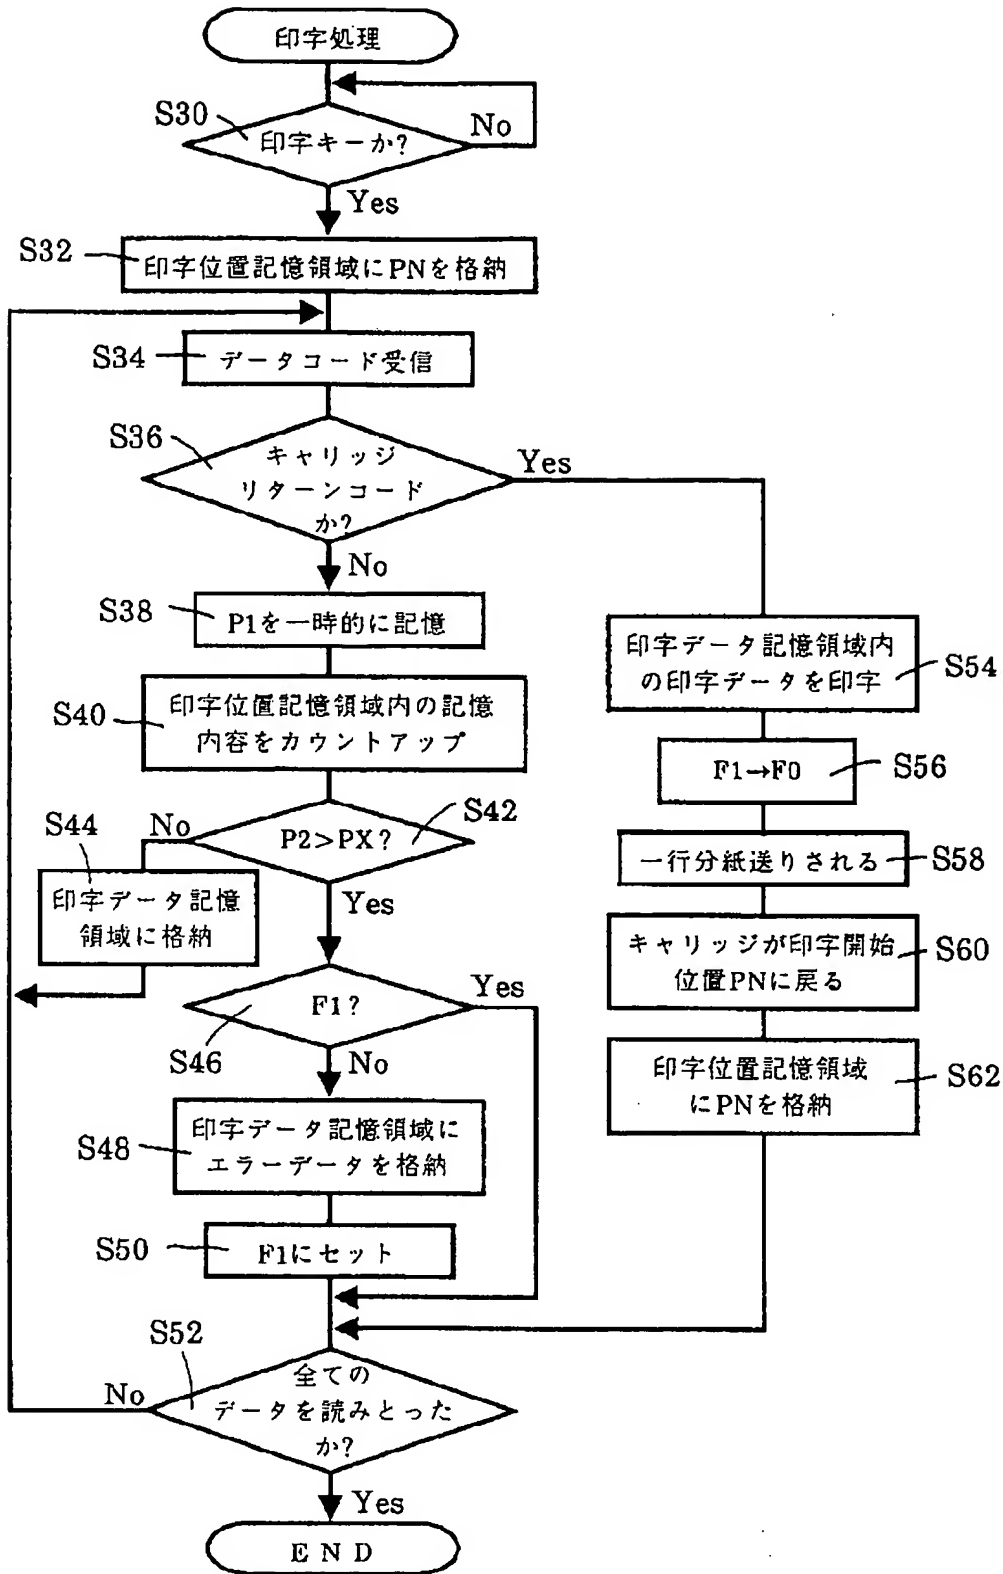 印字処理
S30
印字キーか?
No
Yes
S32
印字位置記憶領域にPNを格納
S34
データコード受信
S36
キャリッジ
リターンコード
か?
Yes
No
S38
P1を一時的に記憶
S40
印字位置記憶領域内の記憶
内容をカウントアップ
S42
P2>PX?
No
Yes
S44
印字データ記憶
領域に格納
S46
F1?
Yes
No
S48
印字データ記憶領域に
エラーデータを格納
S50
F1にセット
印字データ記憶領域内
の印字データを印字
S54
F1→F0
S56
一行分紙送りされる
S58
キャリッジが印字開始
位置PNに戻る
S60
印字位置記憶領域
にPNを格納
S62
S52
全ての
データを読みとった
か?
No
Yes
END